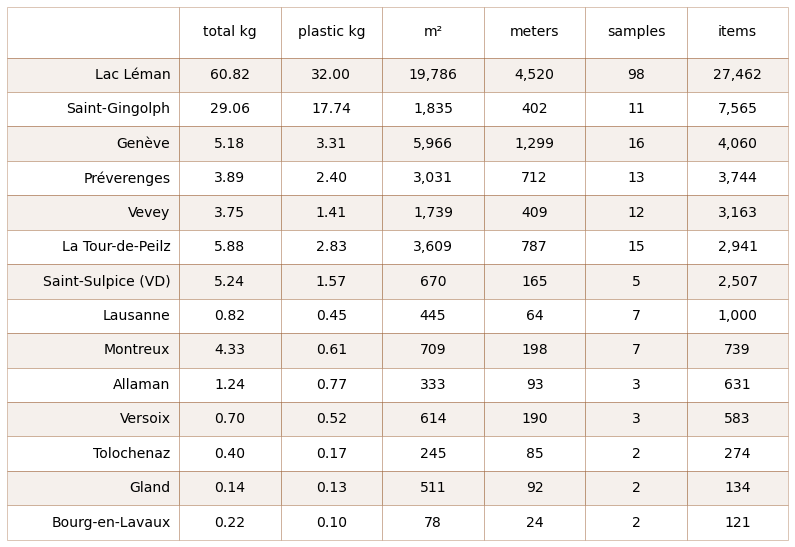 total kg plastic kg m² meters samples items
Lac Léman 60.82 32.00 19,786 4,520 98 27,462
Saint-Gingolph 29.06 17.74 1,835 402 11 7,565
Genève 5.18 3.31 5,966 1,299 16 4,060
Préverenges 3.89 2.40 3,031 712 13 3,744
Vevey 3.75 1.41 1,739 409 12 3,163
La Tour-de-Peilz 5.88 2.83 3,609 787 15 2,941
Saint-Sulpice (VD) 5.24 1.57 670 165 5 2,507
Lausanne 0.82 0.45 445 64 7 1,000
Montreux 4.33 0.61 709 198 7 739
Allaman 1.24 0.77 333 93 3 631
Versoix 0.70 0.52 614 190 3 583
Tolochenaz 0.40 0.17 245 85 2 274
Gland 0.14 0.13 511 92 2 134
Bourg-en-Lavaux 0.22 0.10 78 24 2 121